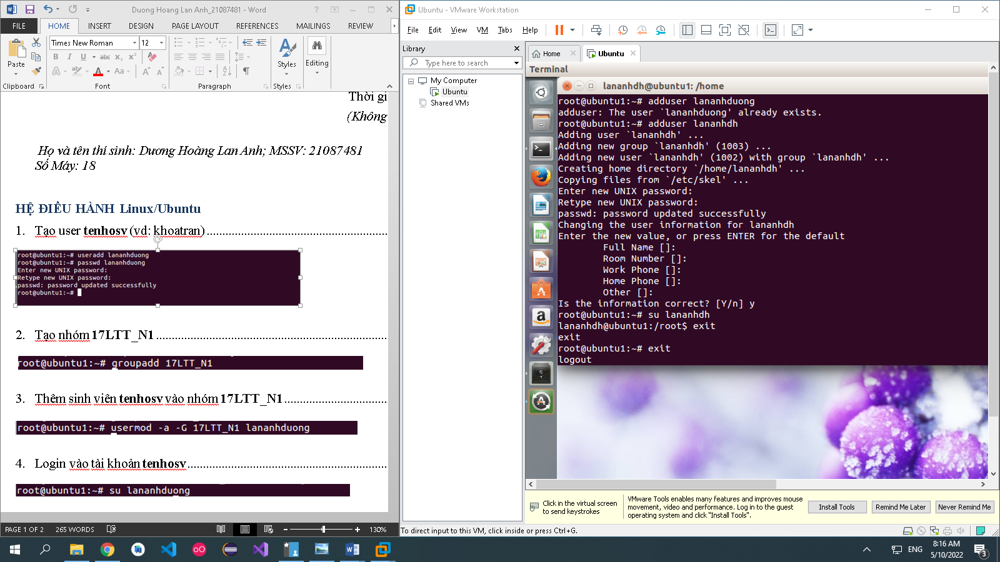 Duong Hoang Lan Anh_21087481 - Word
FILE
HOME
INSERT
DESIGN
PAGE LAYOUT
REFERENCES
MAILINGS
REVIEW
Paste
Times New Roman
12
Styles
Editing
Clipboard
Font
Paragraph
Styles
Thời gi
(Không
Họ và tên thí sinh: Dương Hoàng Lan Anh; MSSV: 21087481
Số Máy: 18
HỆ ĐIỀU HÀNH Linux/Ubuntu
1. Tạo user tenhosv (vd: khoatran)
root@ubuntu1:~# useradd lananhduong
root@ubuntu1:~# passwd lananhduong
Enter new UNIX password:
Retype new UNIX password:
passwd: password updated successfully
root@ubuntu1:~#
2. Tạo nhóm 17LTT_N1
root@ubuntu1:~# groupadd 17LTT_N1
3. Thêm sinh viên tenhosv vào nhóm 17LTT_N1
root@ubuntu1:~# usermod -a -G 17LTT_N1 lananhduong
4. Login vào tài khoản tenhosv
root@ubuntu1:~# su lananhduong
PAGE 1 OF 2
265 WORDS
130%
Ubuntu - VMware Workstation
File Edit View VM Tabs Help
Library
Type here to search
My Computer
Ubuntu
Shared VMs
Home
Ubuntu
Terminal
lananhdh@ubuntu1: /home
root@ubuntu1:~# adduser lananhduong
adduser: The user `lananhduong' already exists.
root@ubuntu1:~# adduser lananhdh
Adding user `lananhdh' ...
Adding new group `lananhdh' (1003) ...
Adding new user `lananhdh' (1002) with group `lananhdh' ...
Creating home directory `/home/lananhdh' ...
Copying files from `/etc/skel' ...
Enter new UNIX password:
Retype new UNIX password:
passwd: password updated successfully
Changing the user information for lananhdh
Enter the new value, or press ENTER for the default
Full Name []:
Room Number []:
Work Phone []:
Home Phone []:
Other []:
Is the information correct? [Y/n] y
root@ubuntu1:~# su lananhdh
lananhdh@ubuntu1:/root$ exit
exit
root@ubuntu1:~# exit
logout
Click in the virtual screen
to send keystrokes
VMware Tools enables many features and improves mouse
movement, video and performance. Log in to the guest
operating system and click "Install Tools".
Install Tools
Remind Me Later
Never Remind Me
To direct input to this VM, click inside or press Ctrl+G.
ENG
8:16 AM
5/10/2022
3